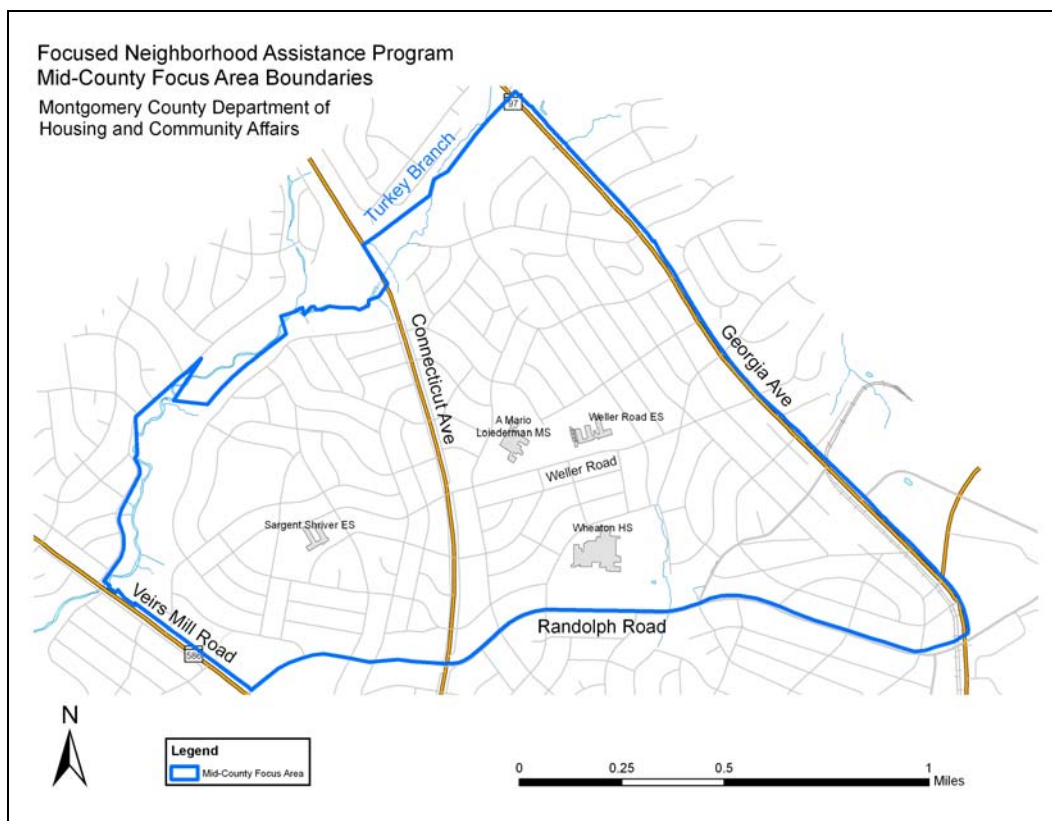 Focused Neighborhood Assistance Program
Mid-County Focus Area Boundaries
Montgomery County Department of
Housing and Community Affairs
97
Turkey Branch
Connecticut Ave
Georgia Ave
A Mario
Loiederman MS
Weller Road ES
Weller Road
Sargent Shriver ES
Wheaton HS
Veirs Mill Road
586
Randolph Road
N
Legend
Mid-County Focus Area
0 0.25 0.5 1
Miles